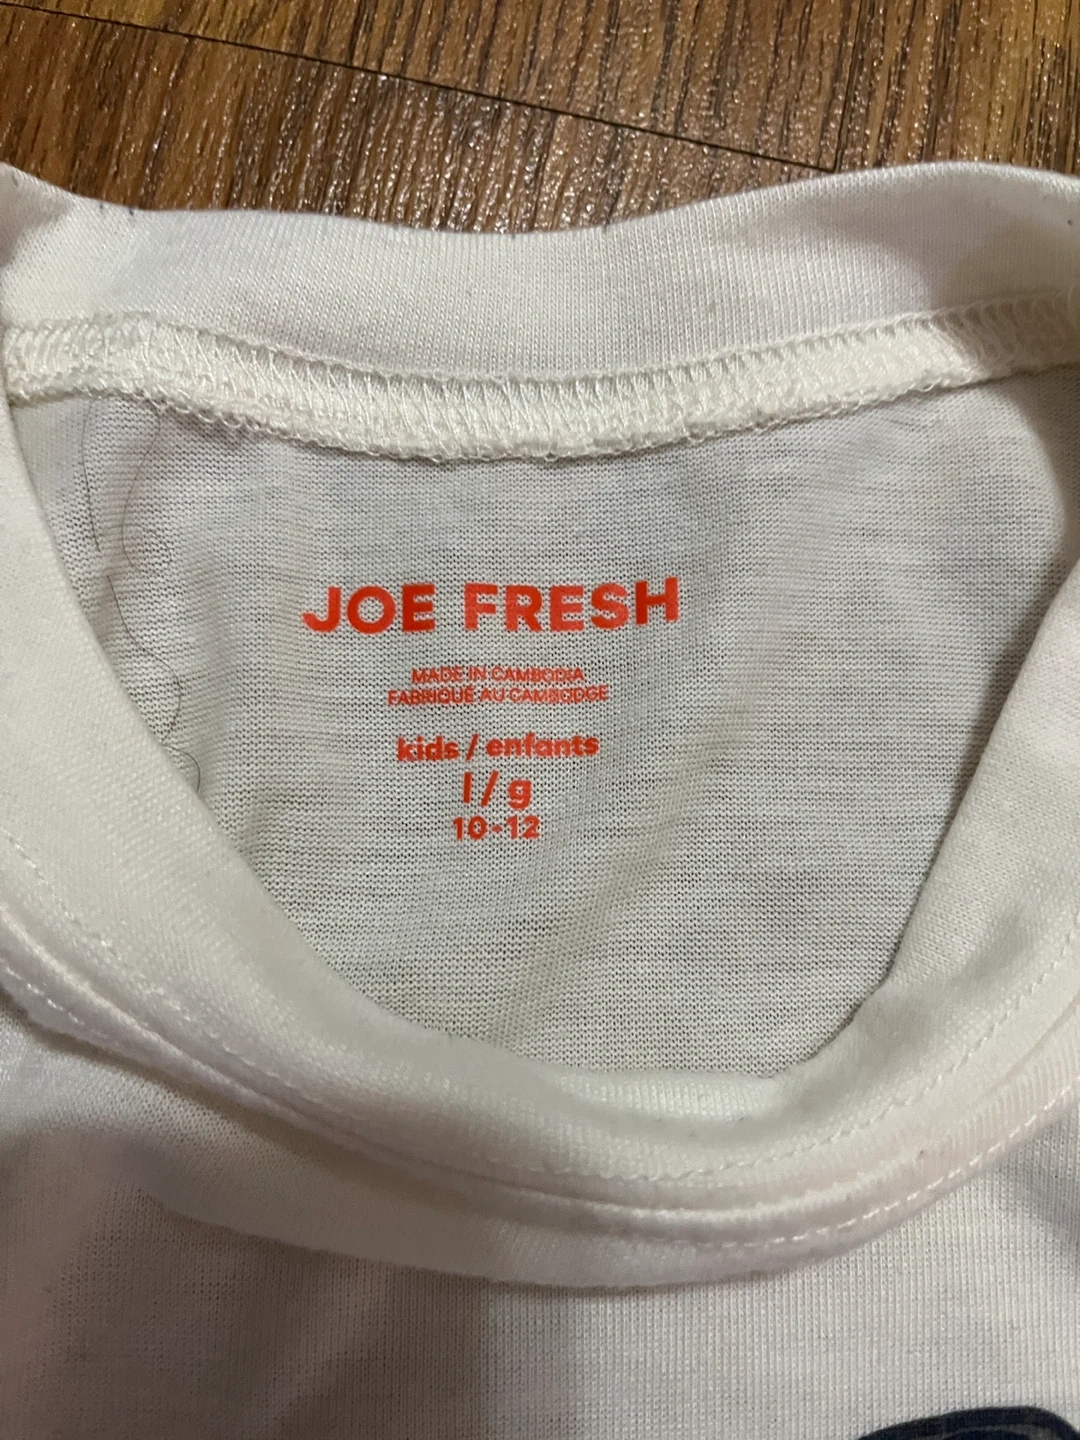 JOE FRESH
MADE IN CAMBODIA
FABRIQUÉ AU CAMBODGE
kids / enfants
l / g
10-12